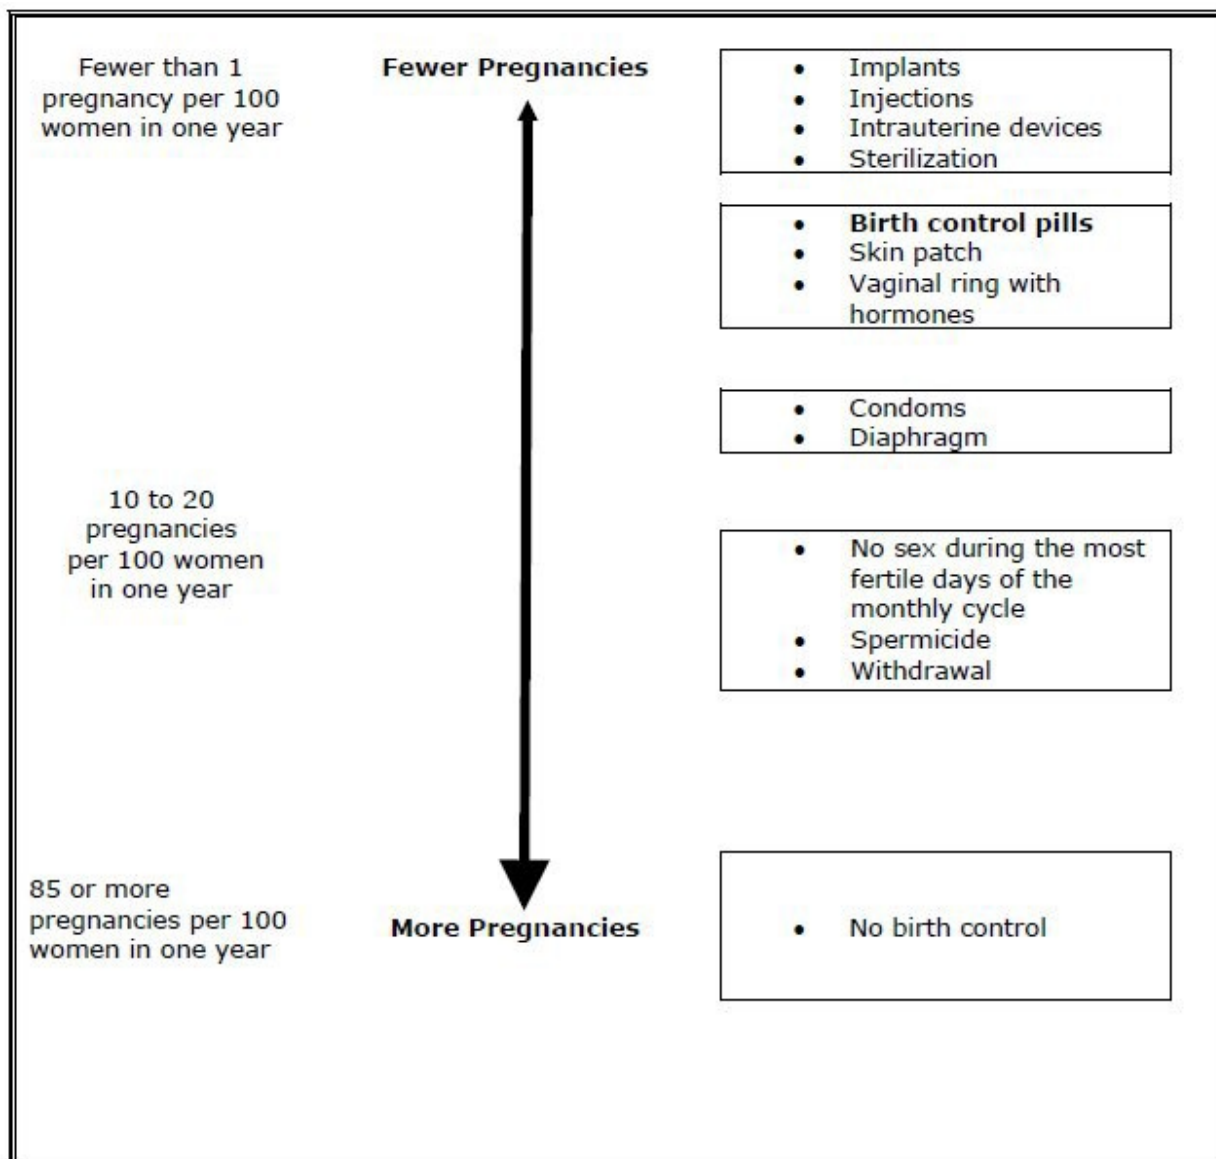 Fewer than 1
pregnancy per 100
women in one year
Fewer Pregnancies
• Implants
• Injections
• Intrauterine devices
• Sterilization
• Birth control pills
• Skin patch
• Vaginal ring with
hormones
• Condoms
• Diaphragm
10 to 20
pregnancies
per 100 women
in one year
• No sex during the most
fertile days of the
monthly cycle
• Spermicide
• Withdrawal
85 or more
pregnancies per 100
women in one year
More Pregnancies
• No birth control